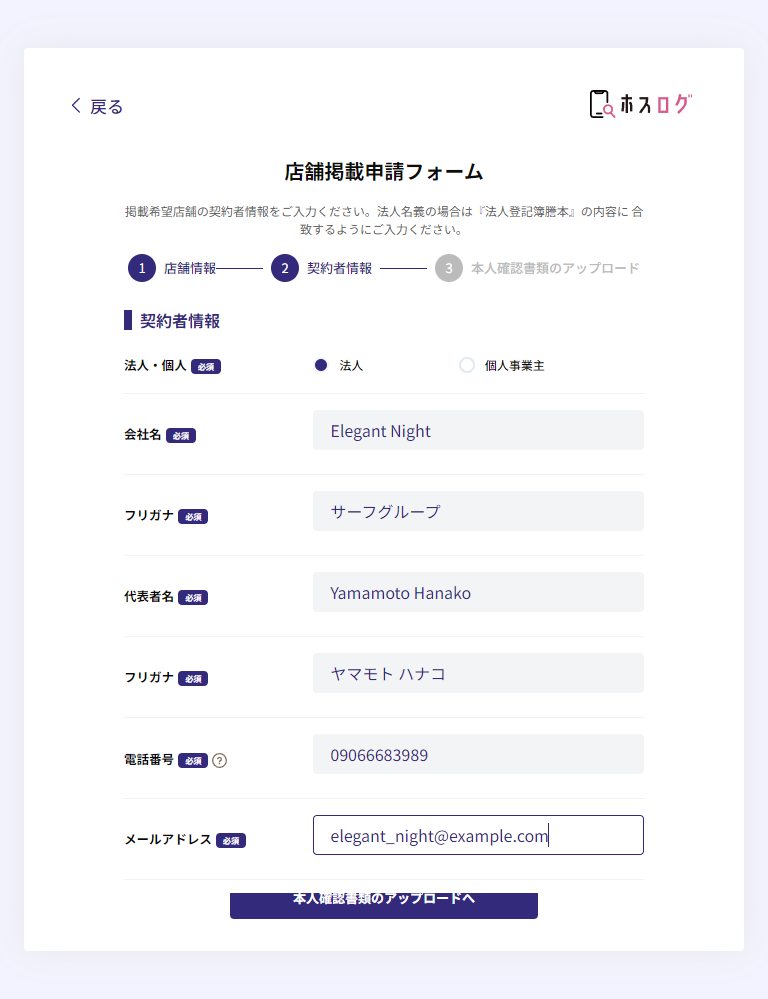 戻る
ホスログ
店舗掲載申請フォーム
掲載希望店舗の契約者情報をご入力ください。法人名義の場合は『法人登記簿謄本』の内容に 合
致するようにご入力ください。
1 店舗情報 2 契約者情報 3 本人確認書類のアップロード
契約者情報
法人・個人 必須 法人 個人事業主
会社名 必須 Elegant Night
フリガナ 必須 サーフグループ
代表者名 必須 Yamamoto Hanako
フリガナ 必須 ヤマモト ハナコ
電話番号 必須 ? 09066683989
メールアドレス 必須 elegant_night@example.com
本人確認書類のアップロードへ